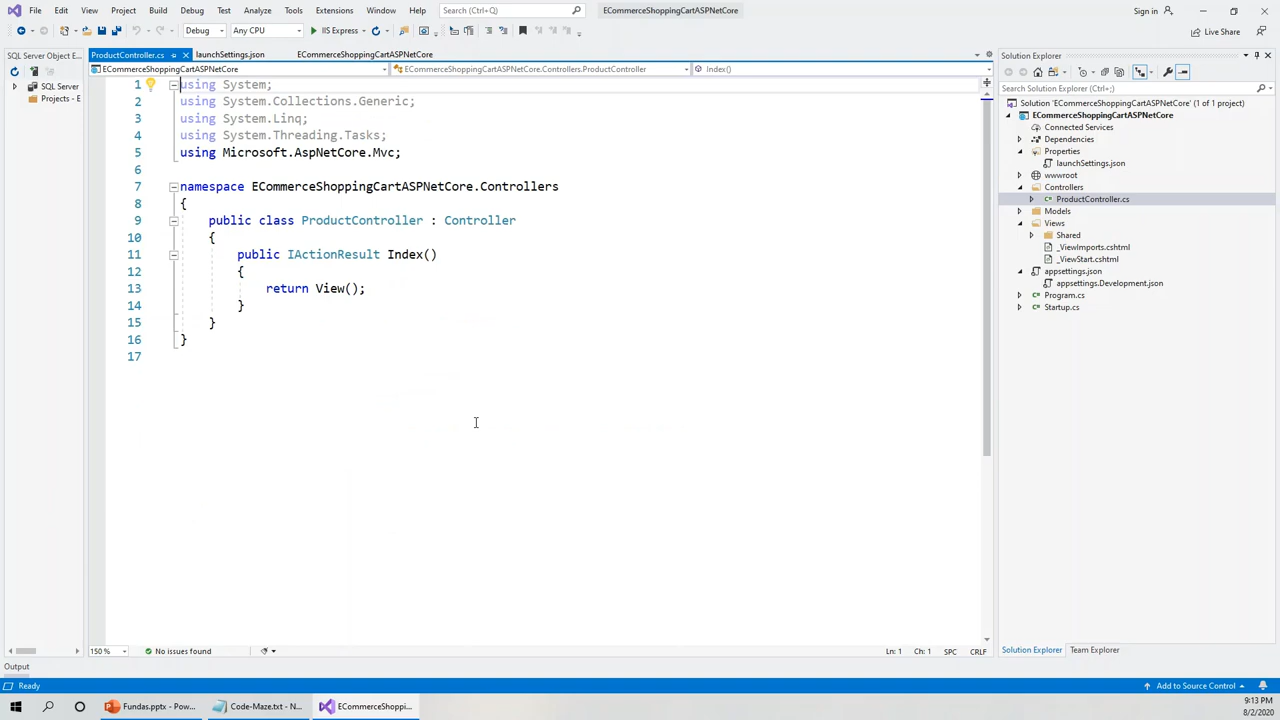 File Edit View Project Build Debug Test Analyze Tools Extensions Window Help Search (Ctrl+Q) ECommerceShoppingCartASPNetCore Sign in
Debug Any CPU IIS Express Live Share
SQL Server Object E...
SQL Server
Projects - E
ProductController.cs launchSettings.json ECommerceShoppingCartASPNetCore
ECommerceShoppingCartASPNetCore ECommerceShoppingCartASPNetCore.Controllers.ProductController Index()
1 using System;
2 using System.Collections.Generic;
3 using System.Linq;
4 using System.Threading.Tasks;
5 using Microsoft.AspNetCore.Mvc;
6
7 namespace ECommerceShoppingCartASPNetCore.Controllers
8 {
9 public class ProductController : Controller
10 {
11 public IActionResult Index()
12 {
13 return View();
14 }
15 }
16 }
17
150 % No issues found Ln: 1 Ch: 1 SPC CRLF
Solution Explorer
Search Solution Explorer (Ctrl+;)
Solution 'ECommerceShoppingCartASPNetCore' (1 of 1 project)
ECommerceShoppingCartASPNetCore
Connected Services
Dependencies
Properties
launchSettings.json
wwwroot
Controllers
ProductController.cs
Models
Views
Shared
_ViewImports.cshtml
_ViewStart.cshtml
appsettings.json
appsettings.Development.json
Program.cs
Startup.cs
Solution Explorer Team Explorer
Output
Ready Add to Source Control
Fundas.pptx - Pow... Code-Maze.txt - N... ECommerceShoppi...
9:13 PM
8/2/2020